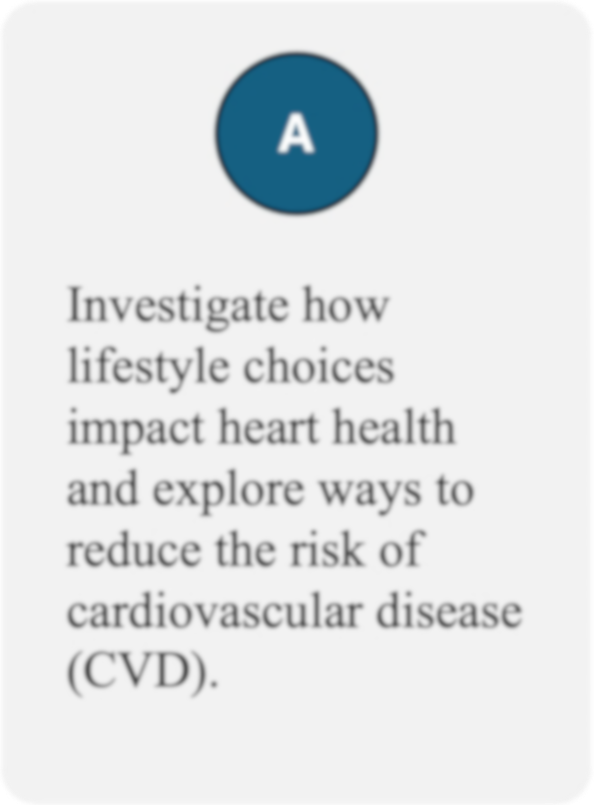 A
Investigate how
lifestyle choices
impact heart health
and explore ways to
reduce the risk of
cardiovascular disease
(CVD).